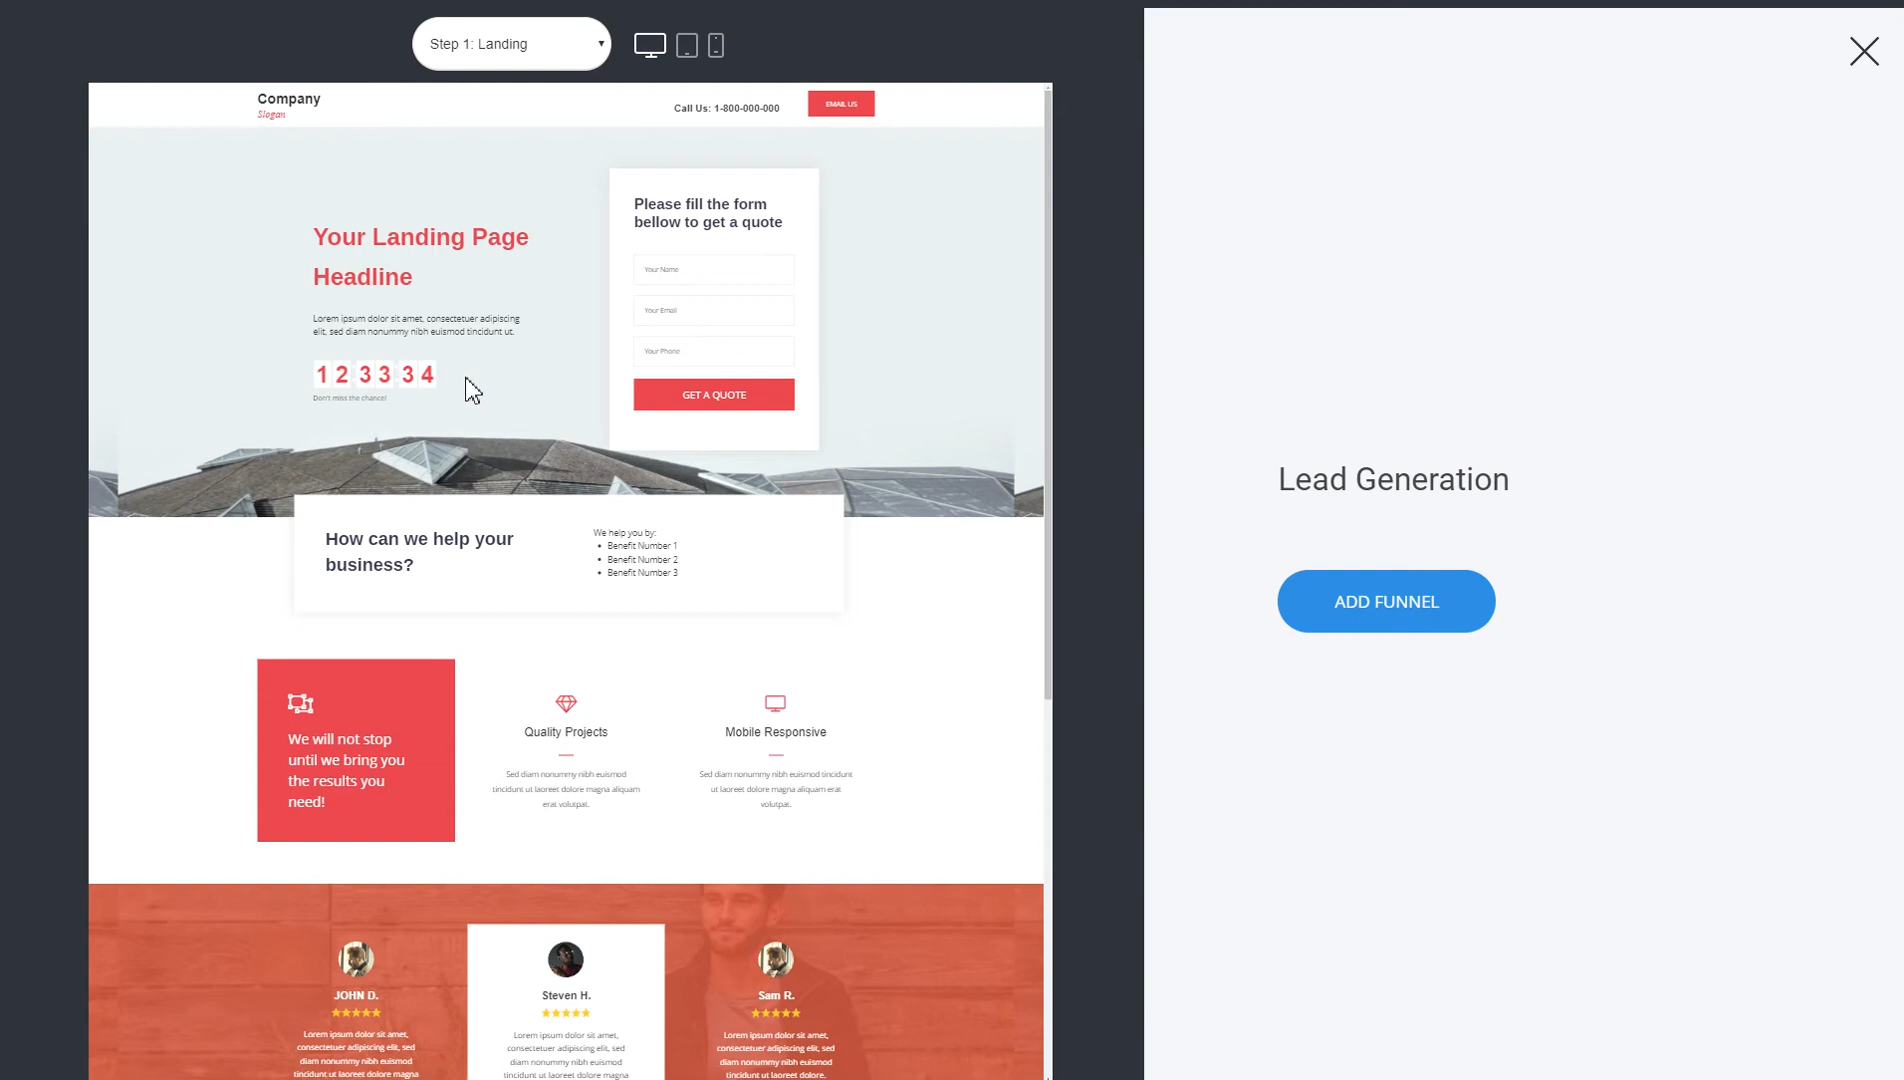 Step 1: Landing
Company
Slogan
Call Us: 1-800-000-000
EMAIL US
Your Landing Page
Headline
Lorem ipsum dolor sit amet, consectetuer adipiscing
elit, sed diam nonummy nibh euismod tincidunt ut.
12 33 34
Don't miss the chance!
Please fill the form
bellow to get a quote
Your Name
Your Email
Your Phone
GET A QUOTE
How can we help your
business?
We help you by:
• Benefit Number 1
• Benefit Number 2
• Benefit Number 3
We will not stop
until we bring you
the results you
need!
Quality Projects
Sed diam nonummy nibh euismod
tincidunt ut laoreet dolore magna aliquam
erat volutpat.
Mobile Responsive
Sed diam nonummy nibh euismod tincidunt
ut laoreet dolore magna aliquam erat
volutpat.
JOHN D.
Lorem ipsum dolor sit amet,
consectetuer adipiscing elit, sed
diam nonummy nibh euismod
tincidunt ut laoreet dolore magna
Steven H.
Lorem ipsum dolor sit amet,
consectetuer adipiscing elit, sed
diam nonummy nibh euismod
tincidunt ut laoreet dolore magna
Sam R.
Lorem ipsum dolor sit amet,
consectetuer adipiscing elit, sed
diam nonummy nibh euismod
tincidunt ut laoreet dolore.
Lead Generation
ADD FUNNEL